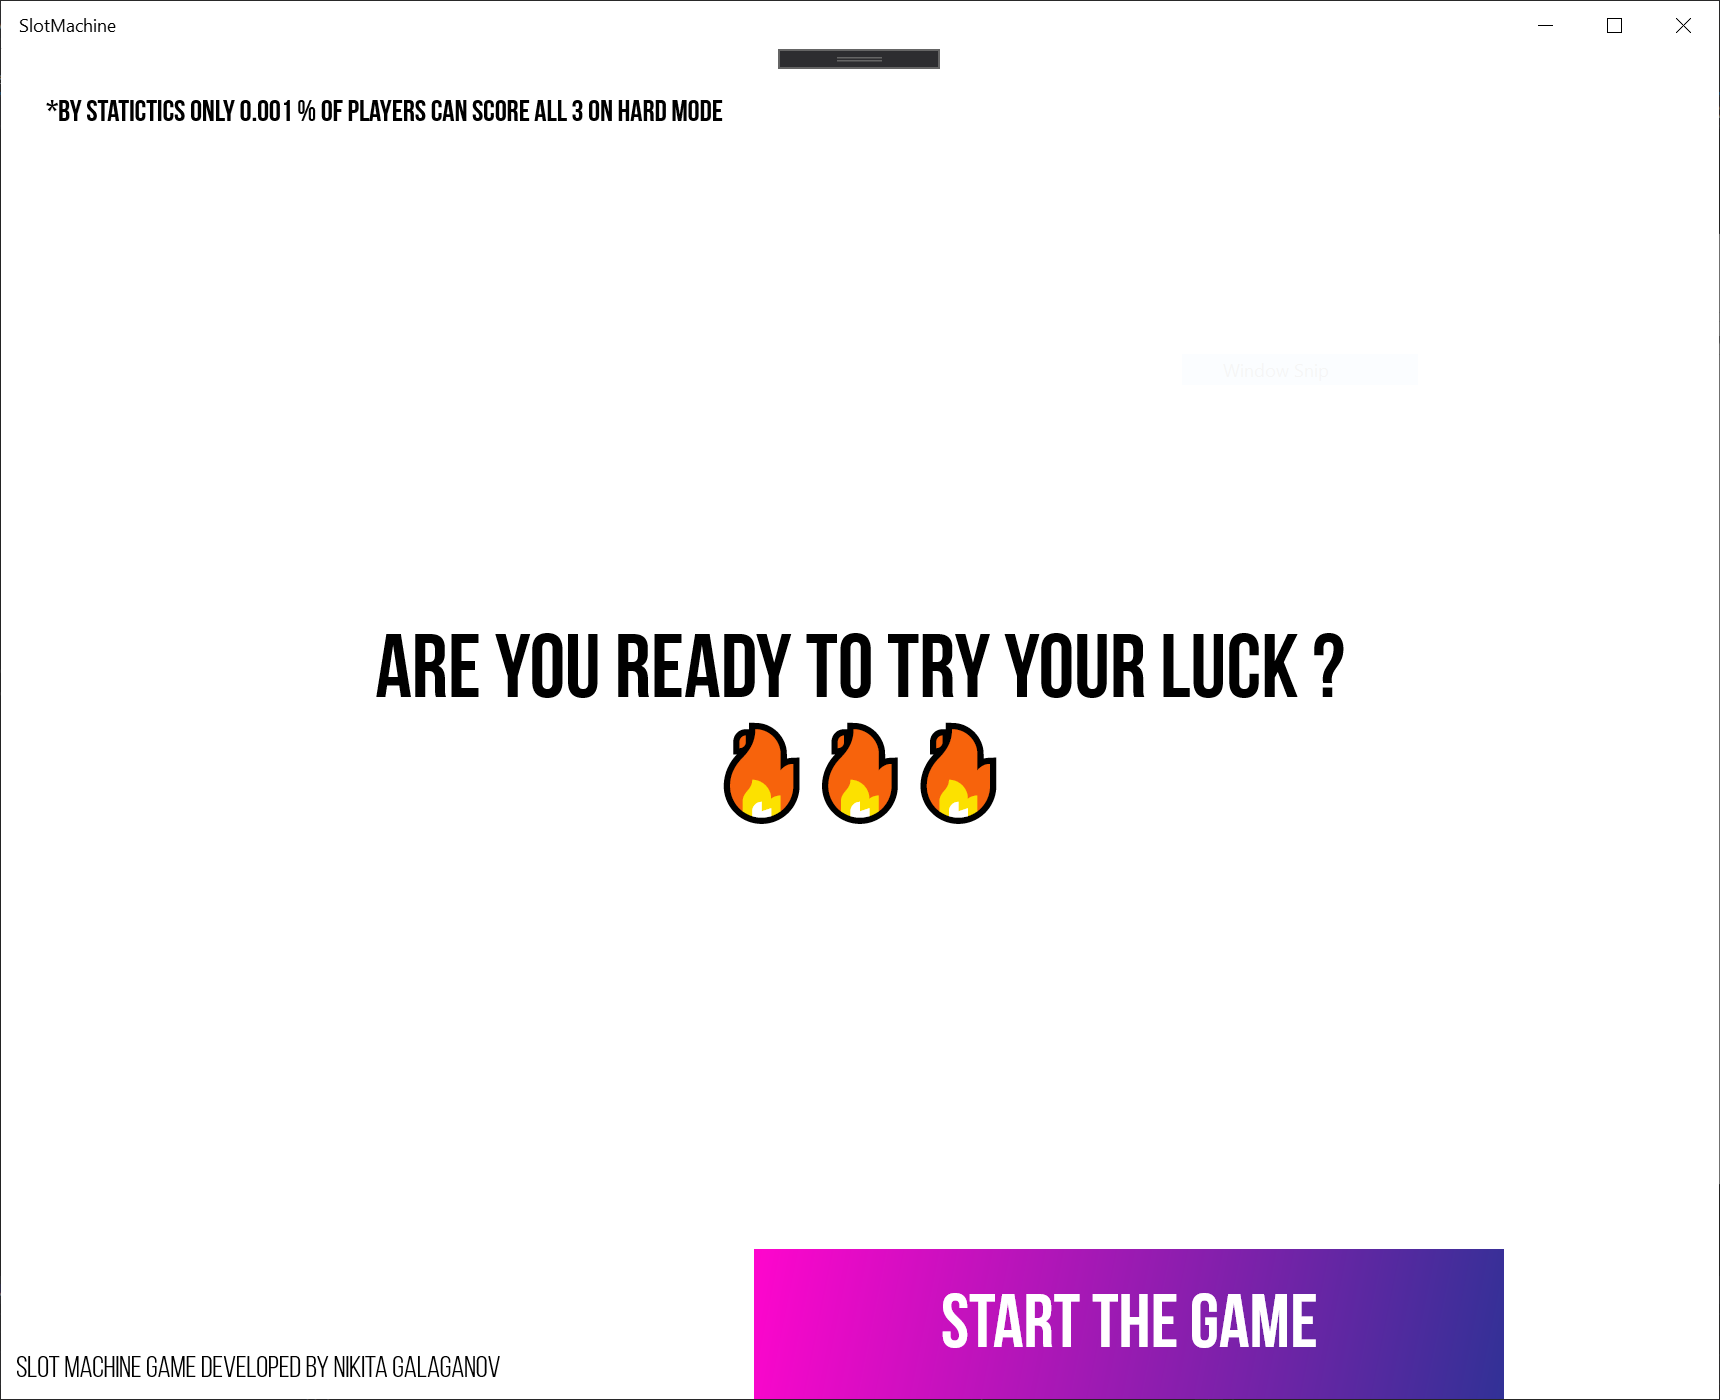 SlotMachine
*BY STATICTICS ONLY 0.001 % OF PLAYERS CAN SCORE ALL 3 ON HARD MODE
Window Snip
ARE YOU READY TO TRY YOUR LUCK ?
START THE GAME
SLOT MACHINE GAME DEVELOPED BY NIKITA GALAGANOV